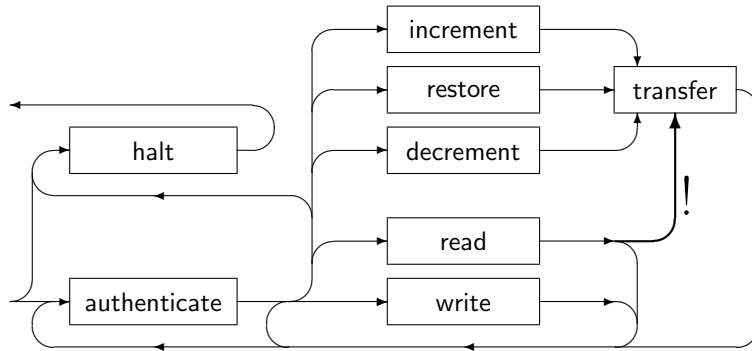 increment
restore
transfer
halt
decrement
!
read
authenticate
write